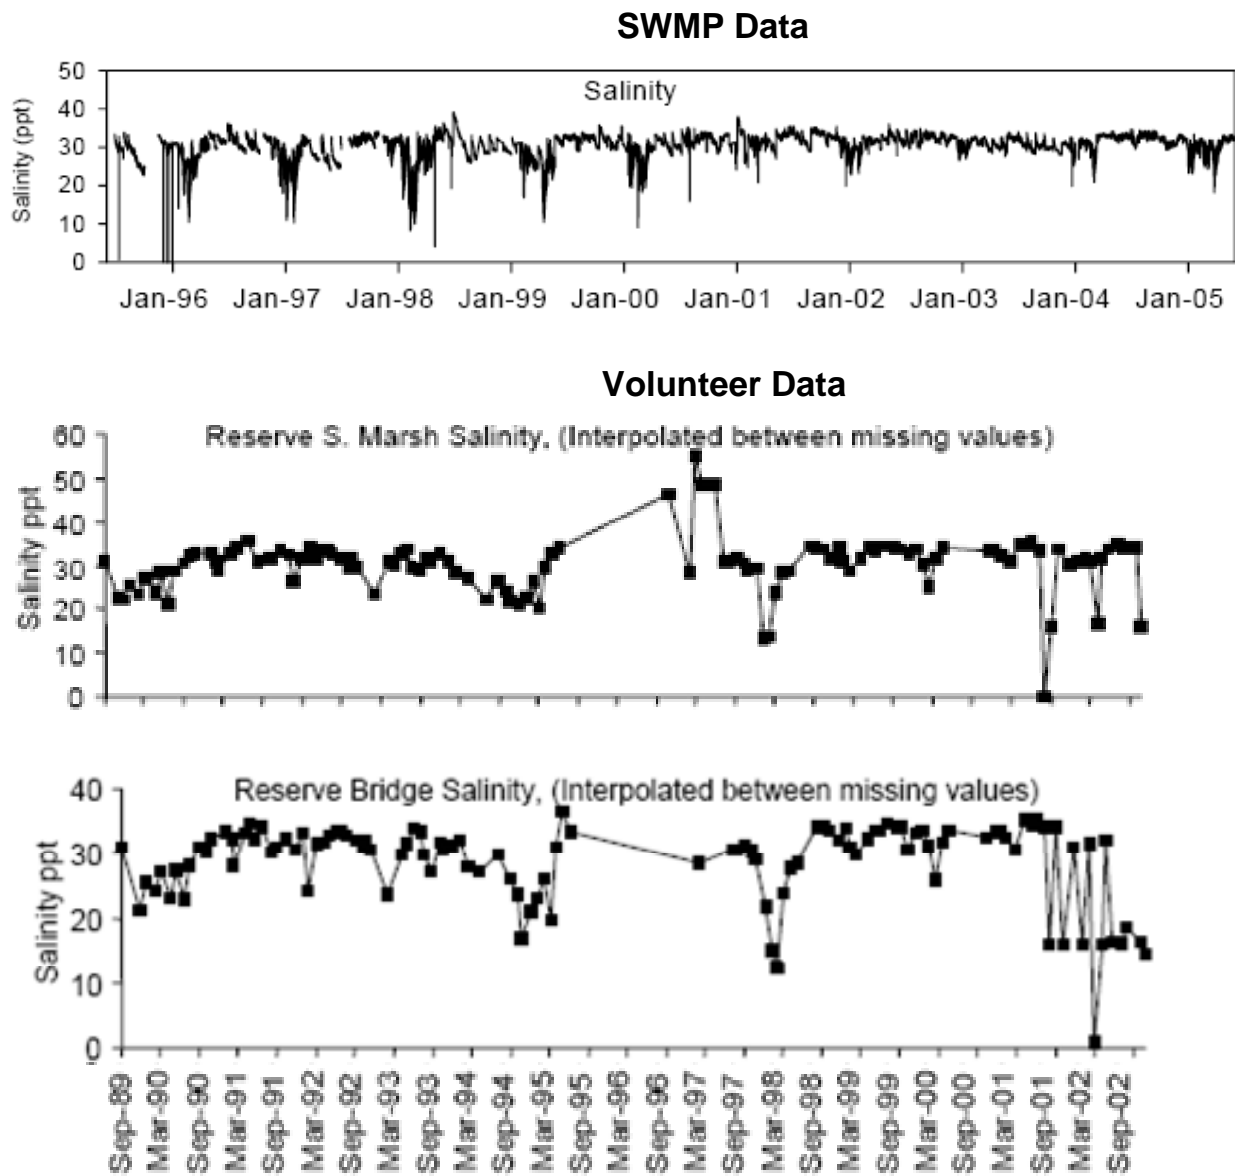 SWMP Data
Salinity
Salinity (ppt)
50
40
30
20
10
0
Jan-96 Jan-97 Jan-98 Jan-99 Jan-00 Jan-01 Jan-02 Jan-03 Jan-04 Jan-05
Volunteer Data
Reserve S. Marsh Salinity, (Interpolated between missing values)
Salinity ppt
60
50
40
30
20
10
0
Reserve Bridge Salinity, (Interpolated between missing values)
Salinity ppt
40
30
20
10
0
Sep-89 Mar-90 Sep-90 Mar-91 Sep-91 Mar-92 Sep-92 Mar-93 Sep-93 Mar-94 Sep-94 Mar-95 Sep-95 Mar-96 Sep-96 Mar-97 Sep-97 Mar-98 Sep-98 Mar-99 Sep-99 Mar-00 Sep-00 Mar-01 Sep-01 Mar-02 Sep-02